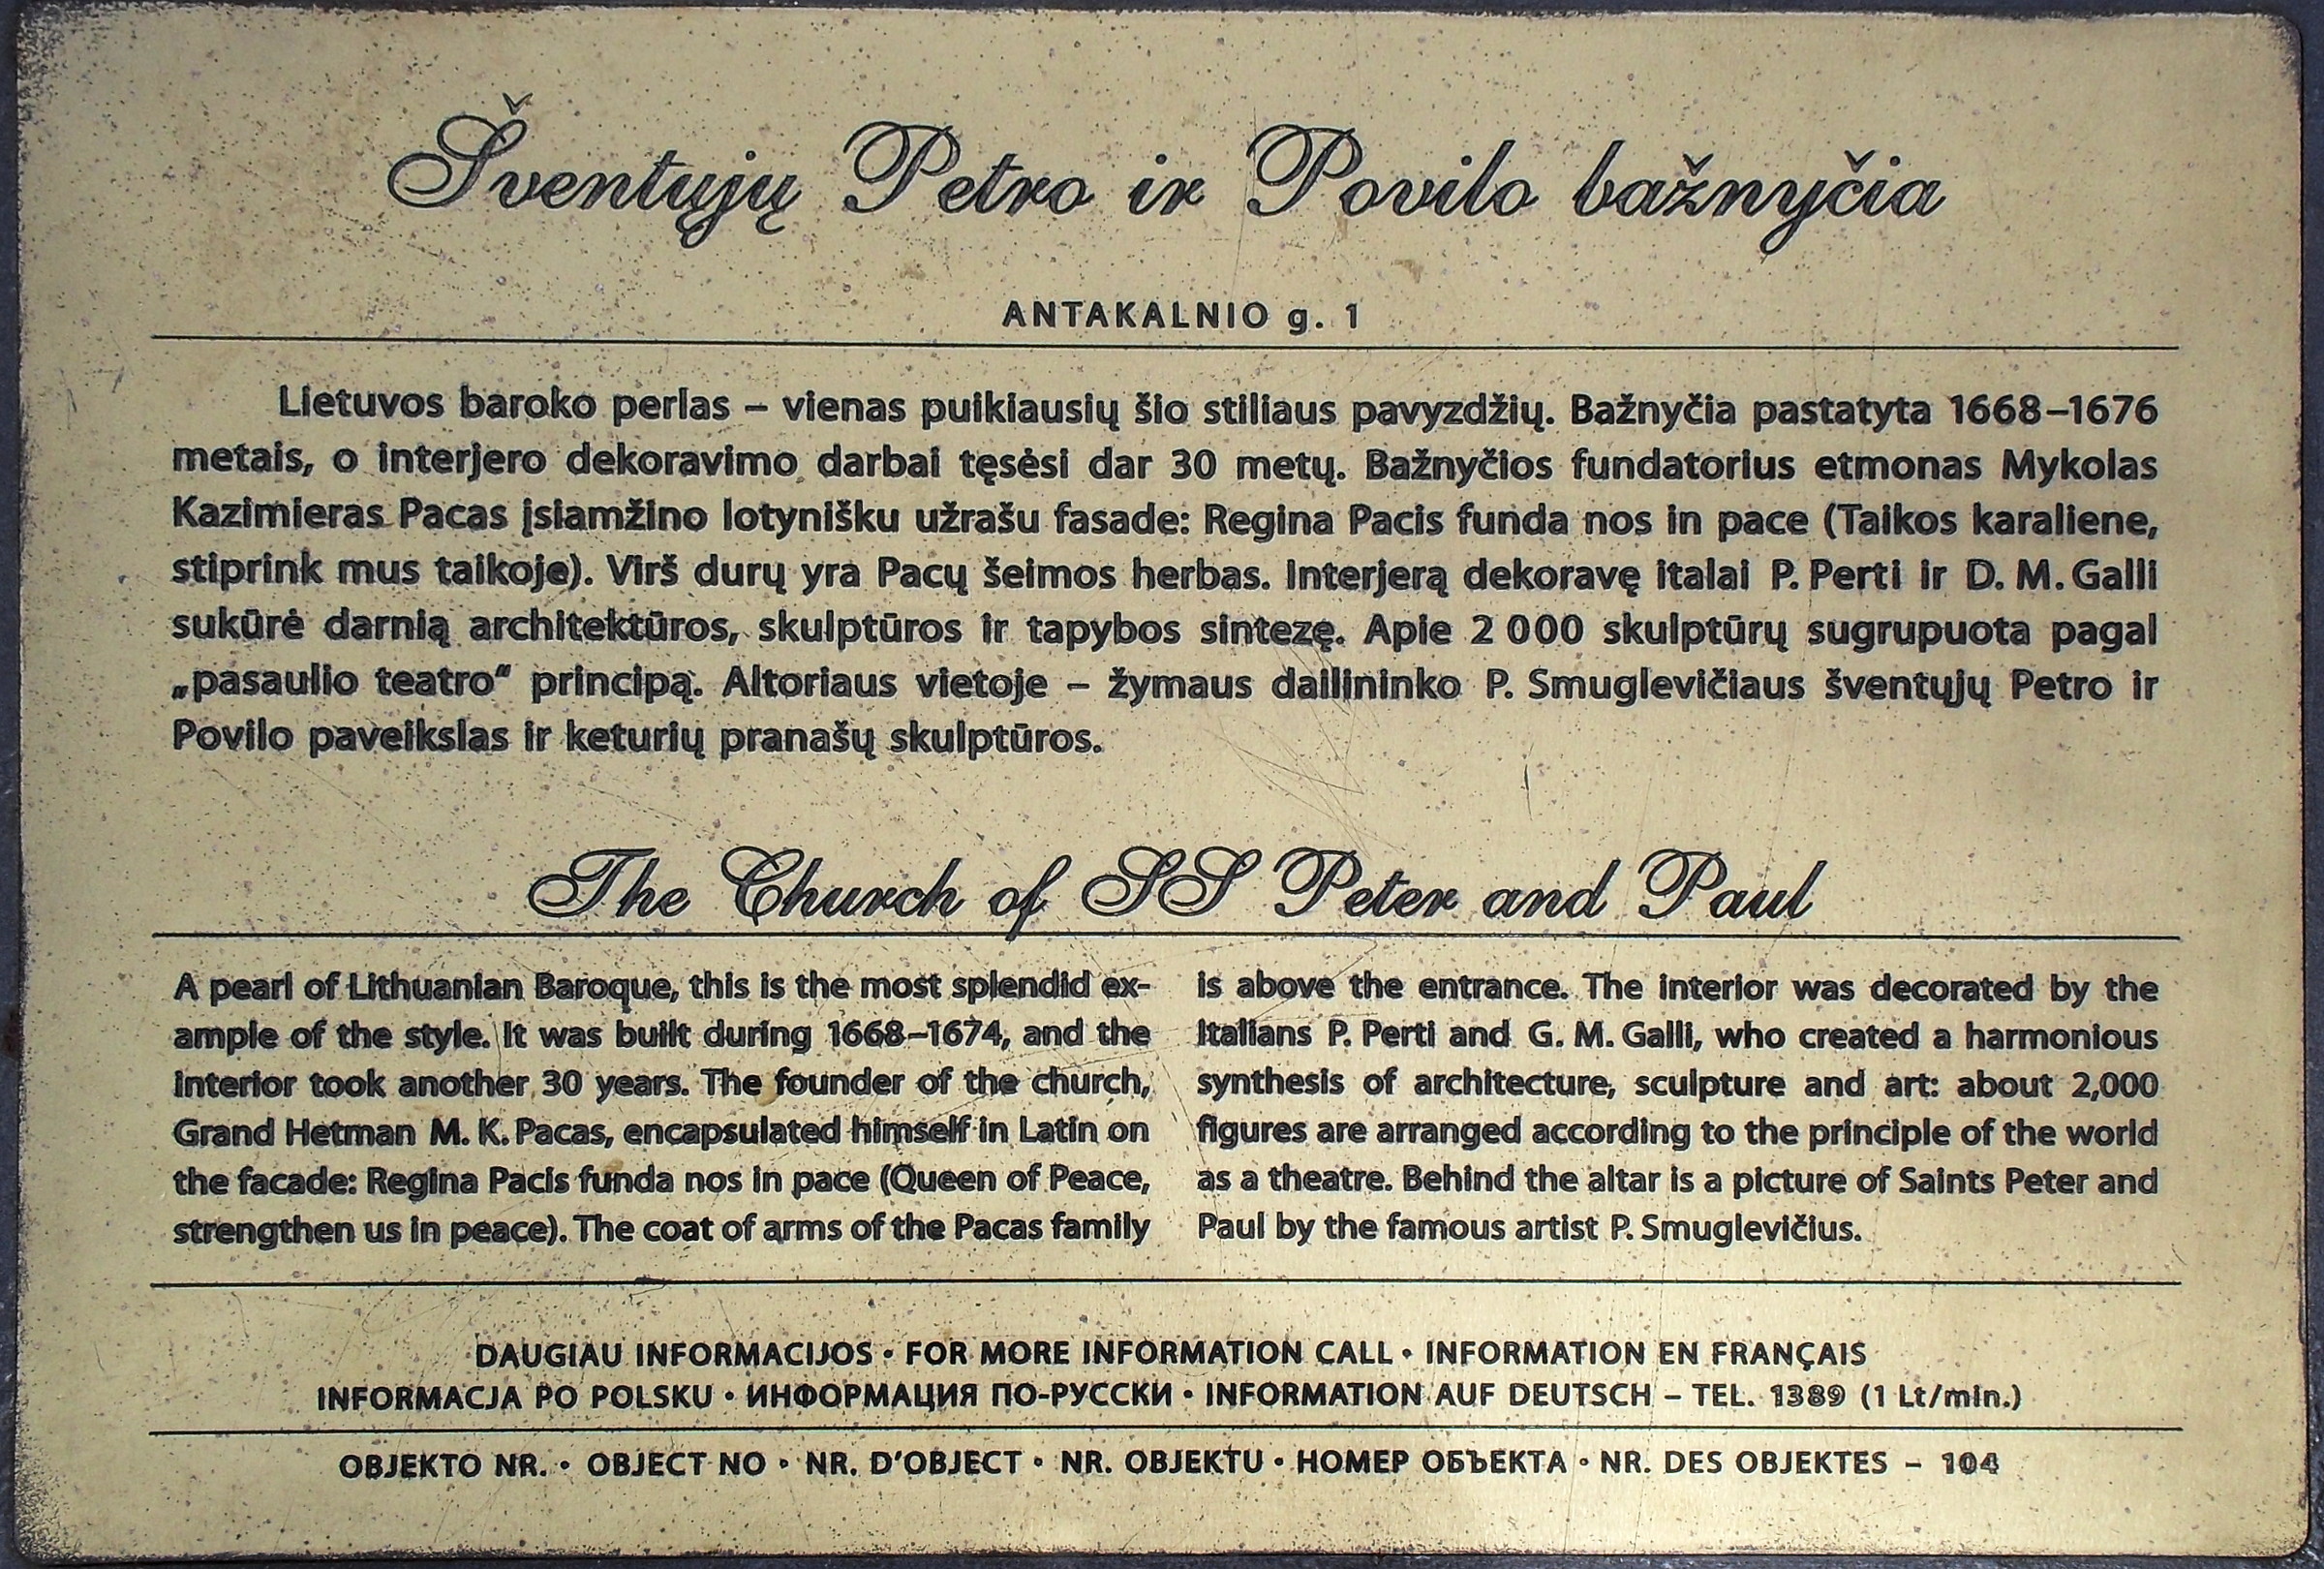 Šventųjų Petro ir Povilo bažnyčia
ANTAKALNIO g. 1
Lietuvos baroko perlas – vienas puikiausių šio stiliaus pavyzdžių. Bažnyčia pastatyta 1668–1676
metais, o interjero dekoravimo darbai tęsėsi dar 30 metų. Bažnyčios fundatorius etmonas Mykolas
Kazimieras Pacas įsiamžino lotynišku užrašu fasade: Regina Pacis funda nos in pace (Taikos karaliene,
stiprink mus taikoje). Virš durų yra Pacų šeimos herbas. Interjerą dekoravę italai P. Perti ir D. M. Galli
sukūrė darnią architektūros, skulptūros ir tapybos sintezę. Apie 2 000 skulptūrų sugrupuota pagal
„pasaulio teatro“ principą. Altoriaus vietoje – žymaus dailininko P. Smuglevičiaus šventųjų Petro ir
Povilo paveikslas ir keturių pranašų skulptūros.
The Church of SS Peter and Paul
A pearl of Lithuanian Baroque, this is the most splendid ex-
ample of the style. It was built during 1668–1674, and the
interior took another 30 years. The founder of the church,
Grand Hetman M. K. Pacas, encapsulated himself in Latin on
the facade: Regina Pacis funda nos in pace (Queen of Peace,
strengthen us in peace). The coat of arms of the Pacas family
is above the entrance. The interior was decorated by the
Italians P. Perti and G. M. Galli, who created a harmonious
synthesis of architecture, sculpture and art: about 2,000
figures are arranged according to the principle of the world
as a theatre. Behind the altar is a picture of Saints Peter and
Paul by the famous artist P. Smuglevičius.
DAUGIAU INFORMACIJOS • FOR MORE INFORMATION CALL • INFORMATION EN FRANÇAIS
INFORMACJA PO POLSKU • ИНФОРМАЦИЯ ПО-РУССКИ • INFORMATION AUF DEUTSCH – TEL. 1389 (1 Lt/min.)
OBJEKTO NR. • OBJECT NO • NR. D'OBJECT • NR. OBJEKTU • НОМЕР ОБЪЕКТА • NR. DES OBJEKTES – 104